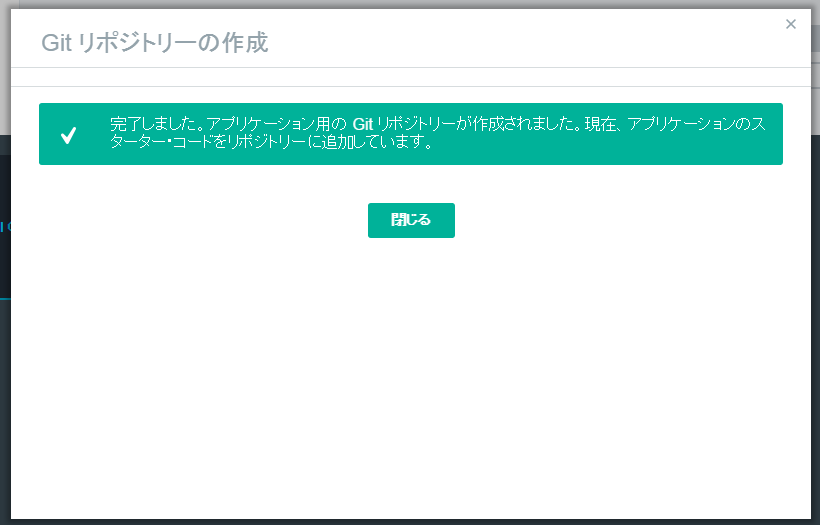 Git リポジトリーの作成
×
完了しました。アプリケーション用の Git リポジトリーが作成されました。現在、アプリケーションのス
ターター・コードをリポジトリーに追加しています。
閉じる